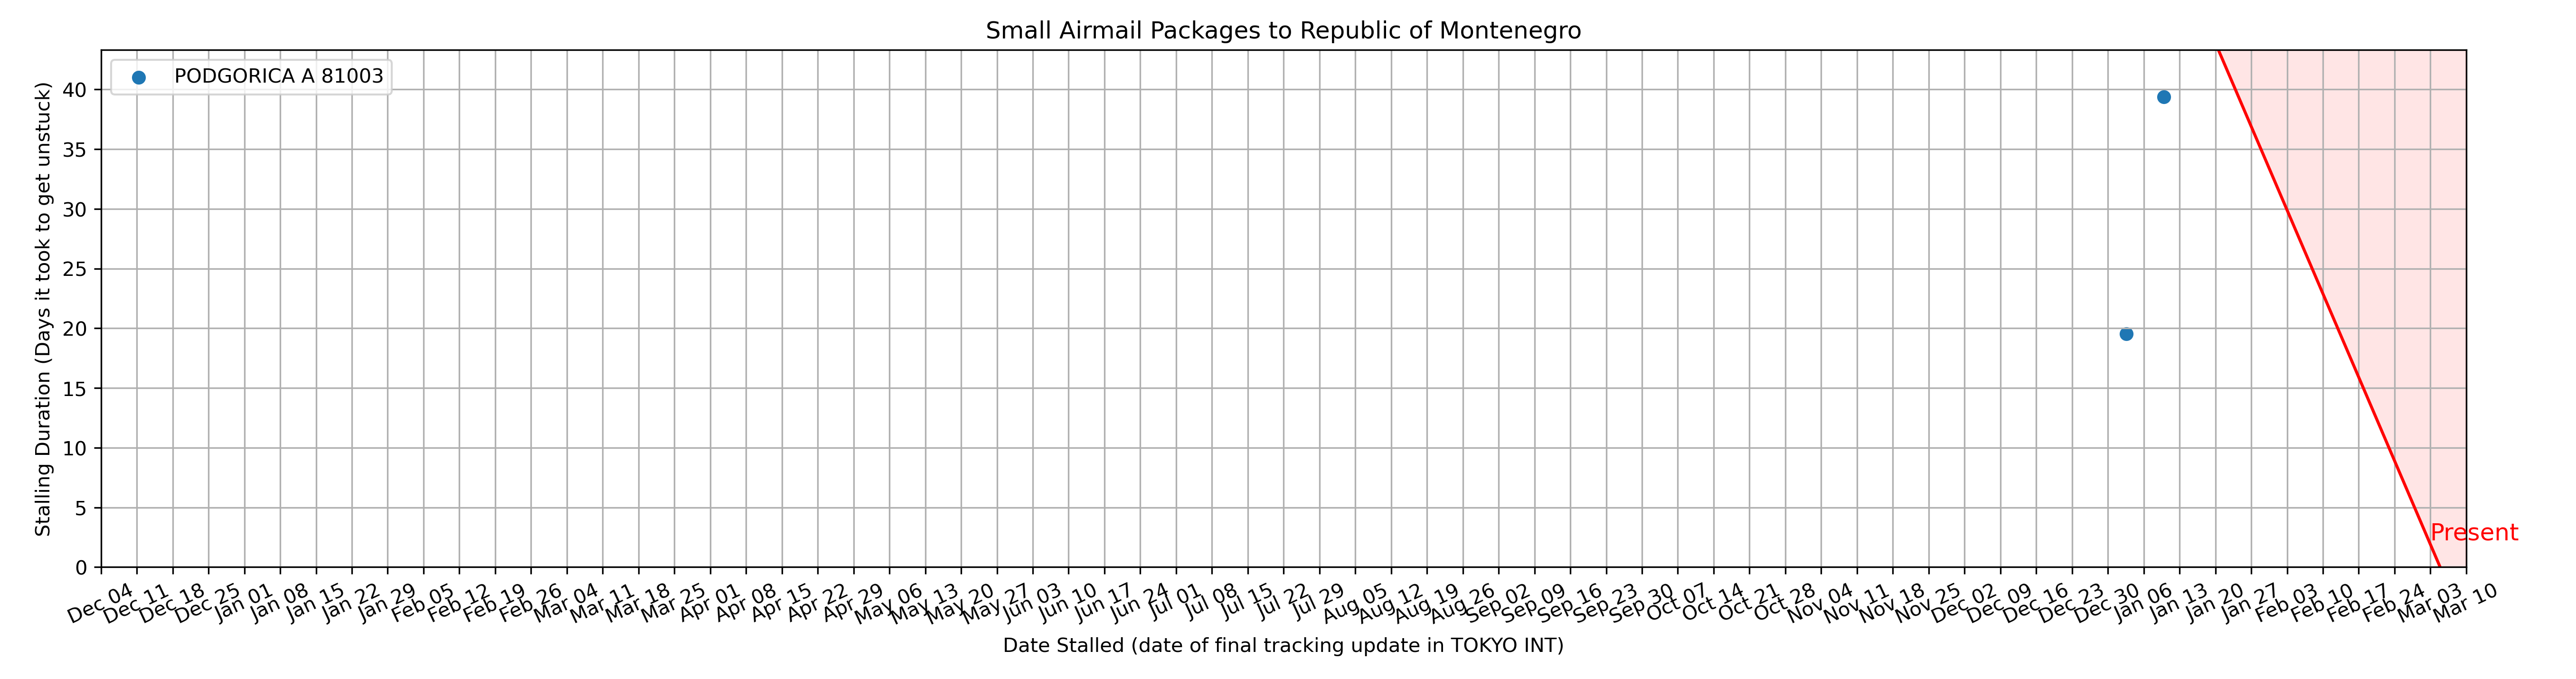 Small Airmail Packages to Republic of Montenegro
PODGORICA A 81003
Stalling Duration (Days it took to get unstuck)
40
35
30
25
20
15
10
5
0
Present
Dec 04 Dec 11 Dec 18 Dec 25 Jan 01 Jan 08 Jan 15 Jan 22 Jan 29 Feb 05 Feb 12 Feb 19 Feb 26 Mar 04 Mar 11 Mar 18 Mar 25 Apr 01 Apr 08 Apr 15 Apr 22 Apr 29 May 06 May 13 May 20 May 27 Jun 03 Jun 10 Jun 17 Jun 24 Jul 01 Jul 08 Jul 15 Jul 22 Jul 29 Aug 05 Aug 12 Aug 19 Aug 26 Sep 02 Sep 09 Sep 16 Sep 23 Sep 30 Oct 07 Oct 14 Oct 21 Oct 28 Nov 04 Nov 11 Nov 18 Nov 25 Dec 02 Dec 09 Dec 16 Dec 23 Dec 30 Jan 06 Jan 13 Jan 20 Jan 27 Feb 03 Feb 10 Feb 17 Feb 24 Mar 03 Mar 10
Date Stalled (date of final tracking update in TOKYO INT)